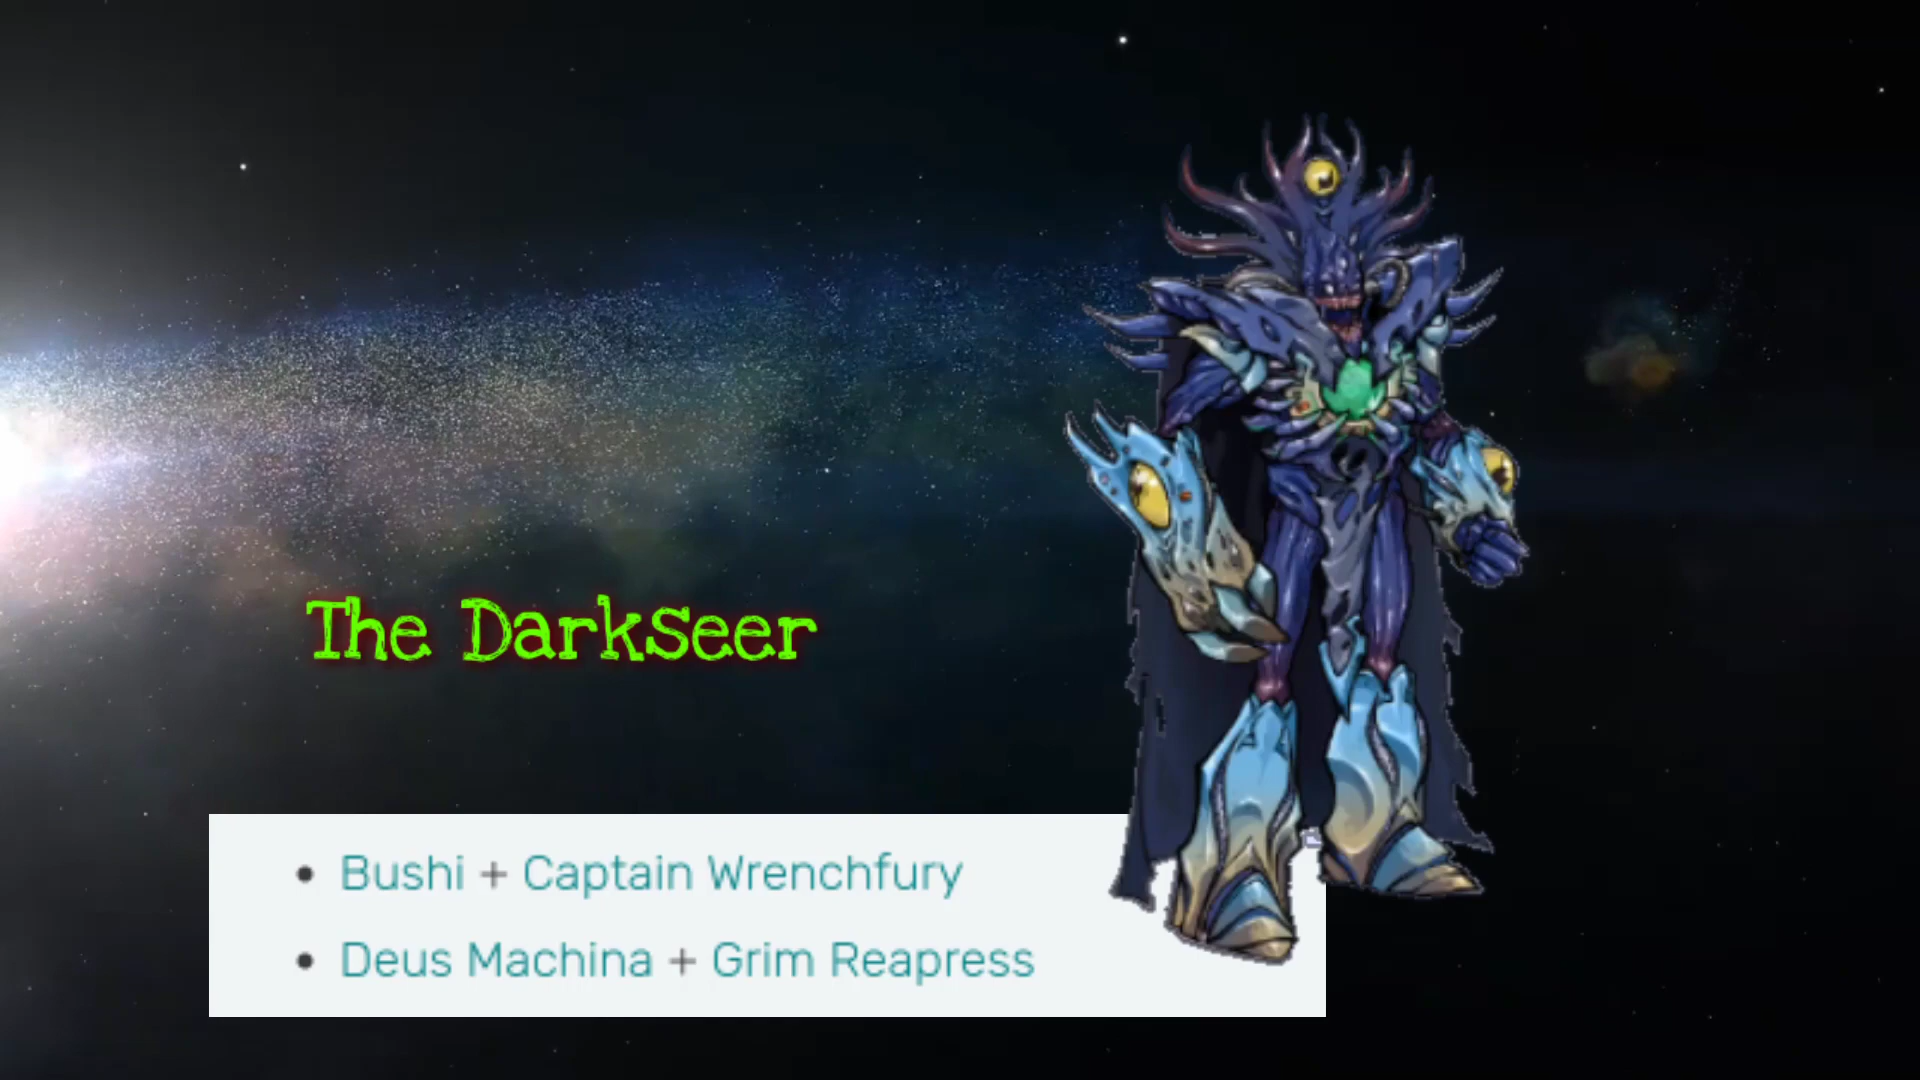 The Darkseer
• Bushi + Captain Wrenchfury
• Deus Machina + Grim Reapress